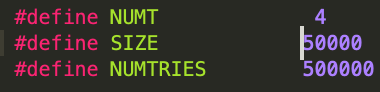 #define NUMT 4
#define SIZE 50000
#define NUMTRIES 500000